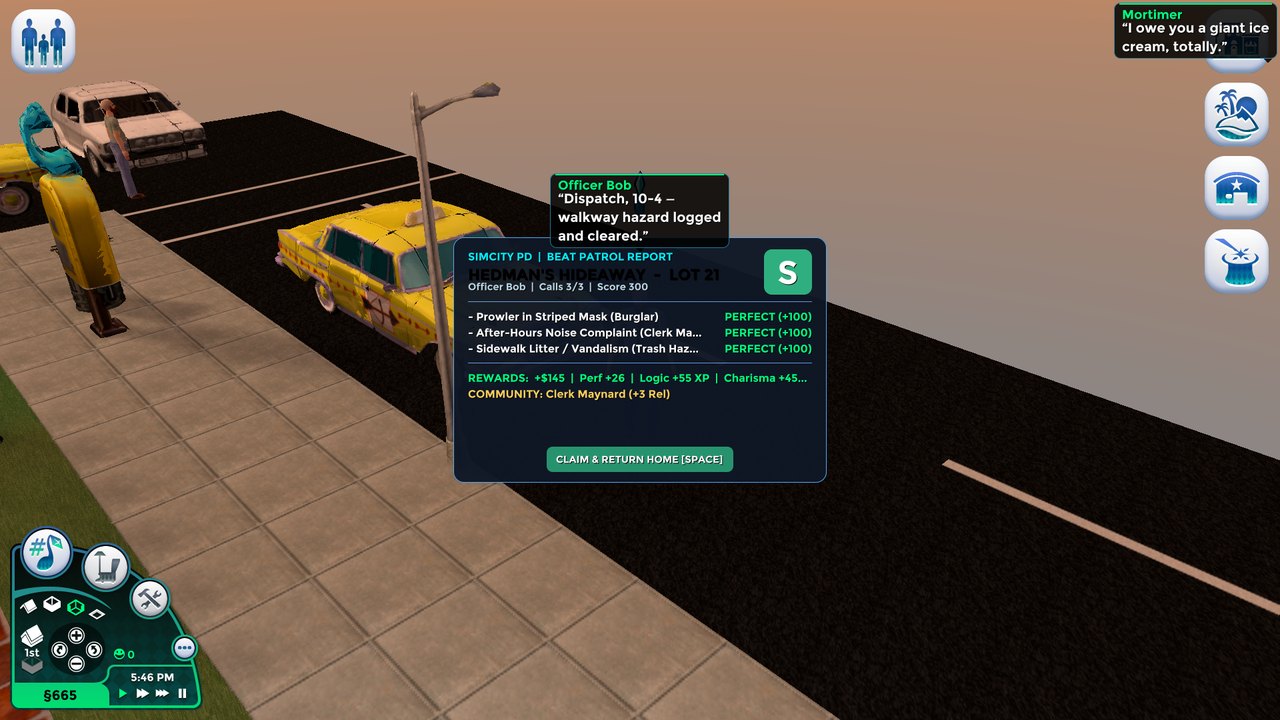 Mortimer
“I owe you a giant ice
cream, totally.”
Officer Bob
“Dispatch, 10-4 –
walkway hazard logged
and cleared.”
SIMCITY PD | BEAT PATROL REPORT
HEDMAN'S HIDEAWAY - LOT 21
Officer Bob | Calls 3/3 | Score 300
S
- Prowler in Striped Mask (Burglar) PERFECT (+100)
- After-Hours Noise Complaint (Clerk Ma... PERFECT (+100)
- Sidewalk Litter / Vandalism (Trash Haz... PERFECT (+100)
REWARDS: +$145 | Perf +26 | Logic +55 XP | Charisma +45...
COMMUNITY: Clerk Maynard (+3 Rel)
CLAIM & RETURN HOME [SPACE]
#
1st
0
5:46 PM
§665